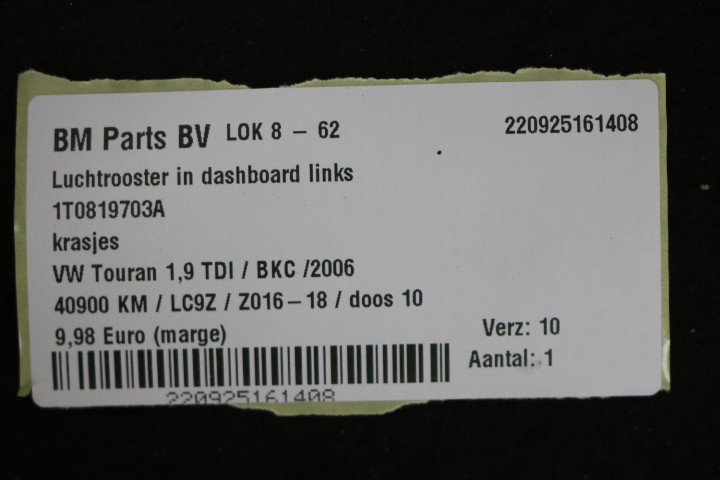 BM Parts BV LOK 8 – 62
220925161408
Luchtrooster in dashboard links
1T0819703A
krasjes
VW Touran 1,9 TDI / BKC /2006
40900 KM / LC9Z / Z016–18 / doos 10
9,98 Euro (marge)
Verz: 10
Aantal: 1
220925161408